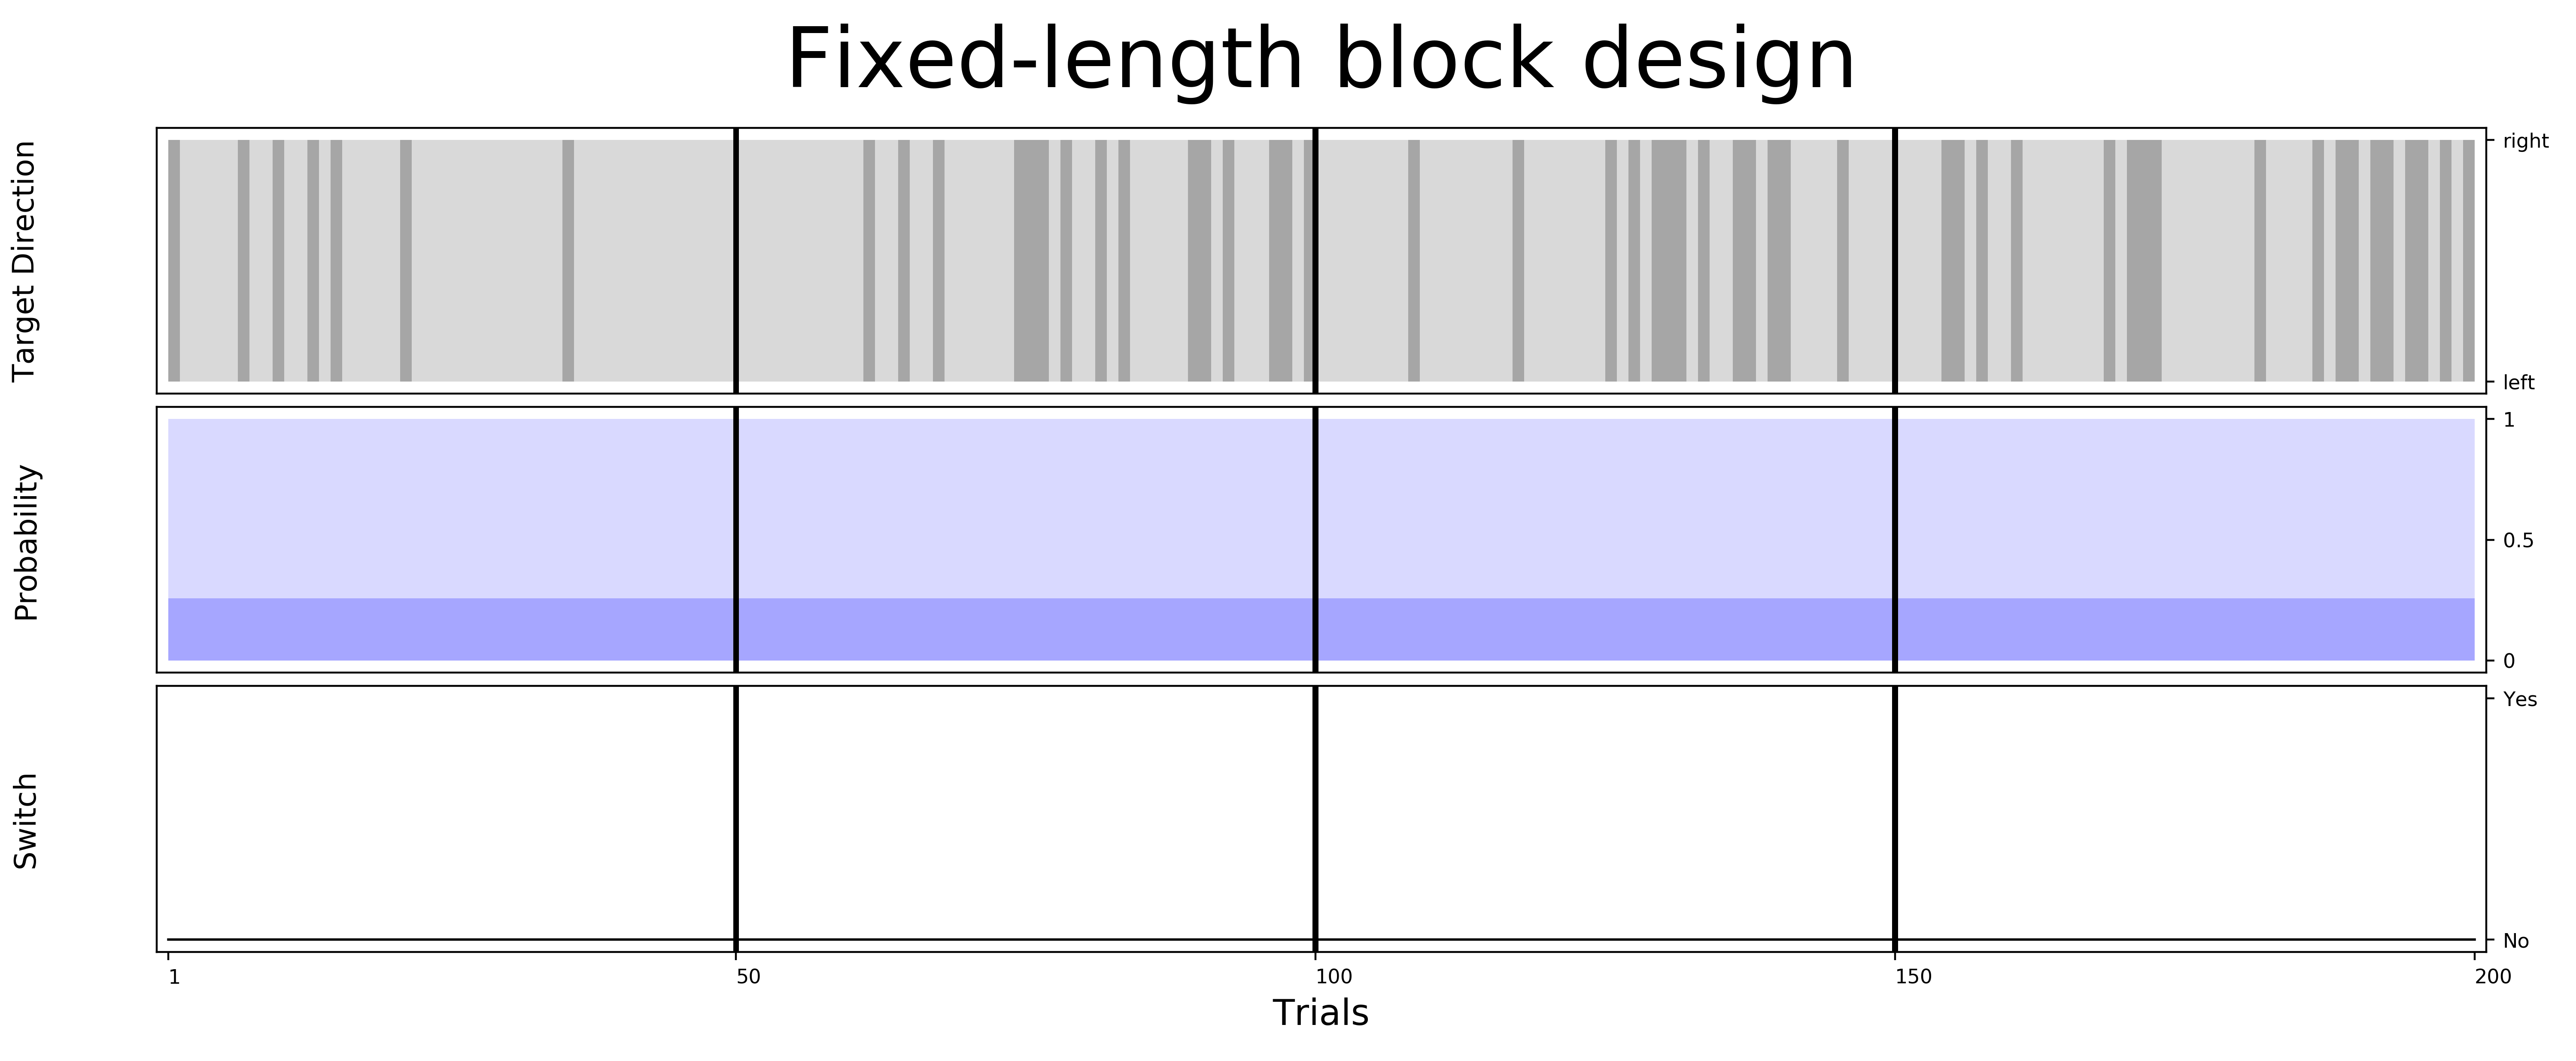 Fixed-length block design
Target Direction
right
left
Probability
1
0.5
0
Switch
Yes
No
1 50 100 150 200
Trials